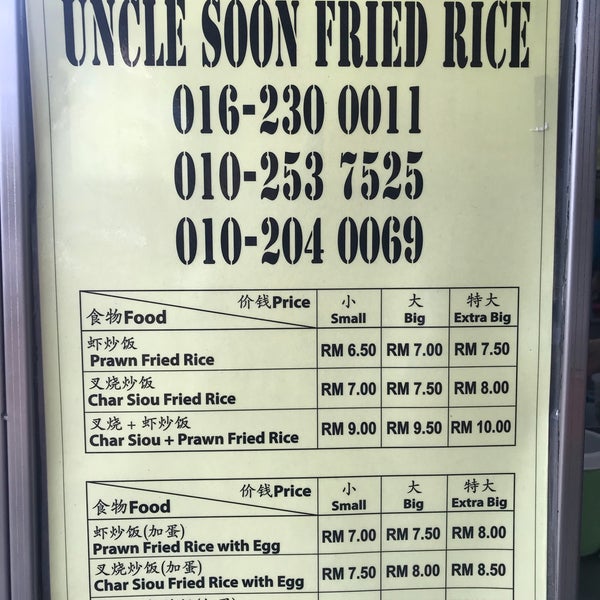 UNCLE SOON FRIED RICE
016-230 0011
010-253 7525
010-204 0069
食物Food 价钱Price 小 Small 大 Big 特大 Extra Big
虾炒饭
Prawn Fried Rice RM 6.50 RM 7.00 RM 7.50
叉烧炒饭
Char Siou Fried Rice RM 7.00 RM 7.50 RM 8.00
叉烧 + 虾炒饭
Char Siou + Prawn Fried Rice RM 9.00 RM 9.50 RM 10.00
食物Food 价钱Price 小 Small 大 Big 特大 Extra Big
虾炒饭(加蛋)
Prawn Fried Rice with Egg RM 7.00 RM 7.50 RM 8.00
叉烧炒饭(加蛋)
Char Siou Fried Rice with Egg RM 7.50 RM 8.00 RM 8.50